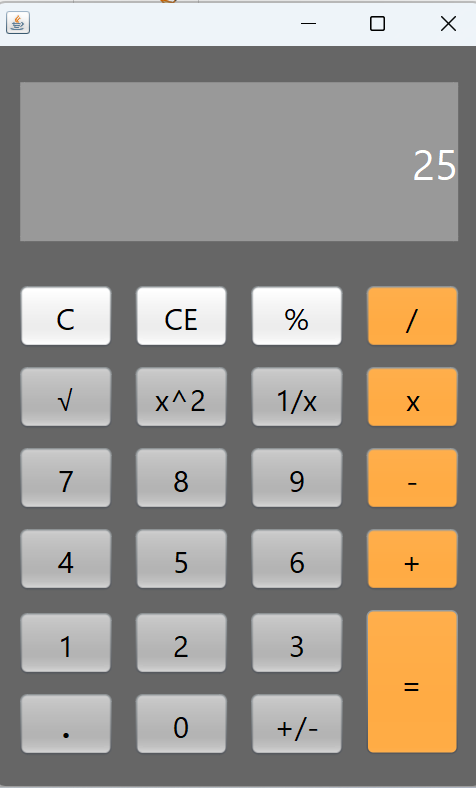 25
C CE % /
√ x^2 1/x x
7 8 9 -
4 5 6 +
1 2 3
=
. 0 +/-